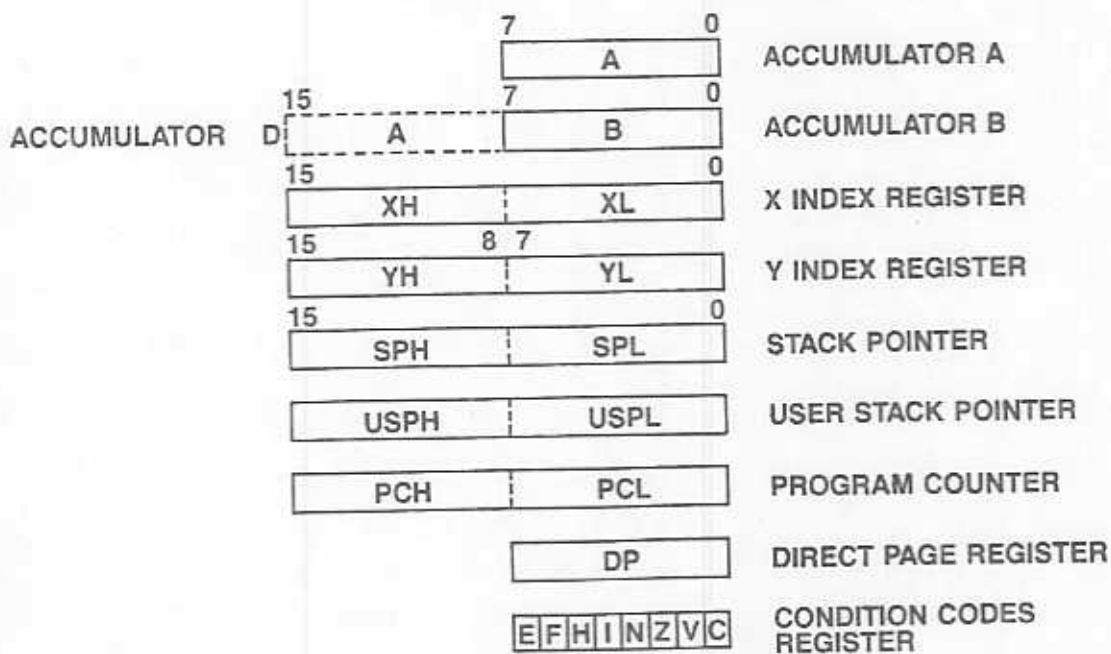 7 0
A ACCUMULATOR A
15 7 0
ACCUMULATOR D A B ACCUMULATOR B
15 0
XH XL X INDEX REGISTER
15 8 7
YH YL Y INDEX REGISTER
15 0
SPH SPL STACK POINTER
USPH USPL USER STACK POINTER
PCH PCL PROGRAM COUNTER
DP DIRECT PAGE REGISTER
E F H I N Z V C CONDITION CODES
REGISTER